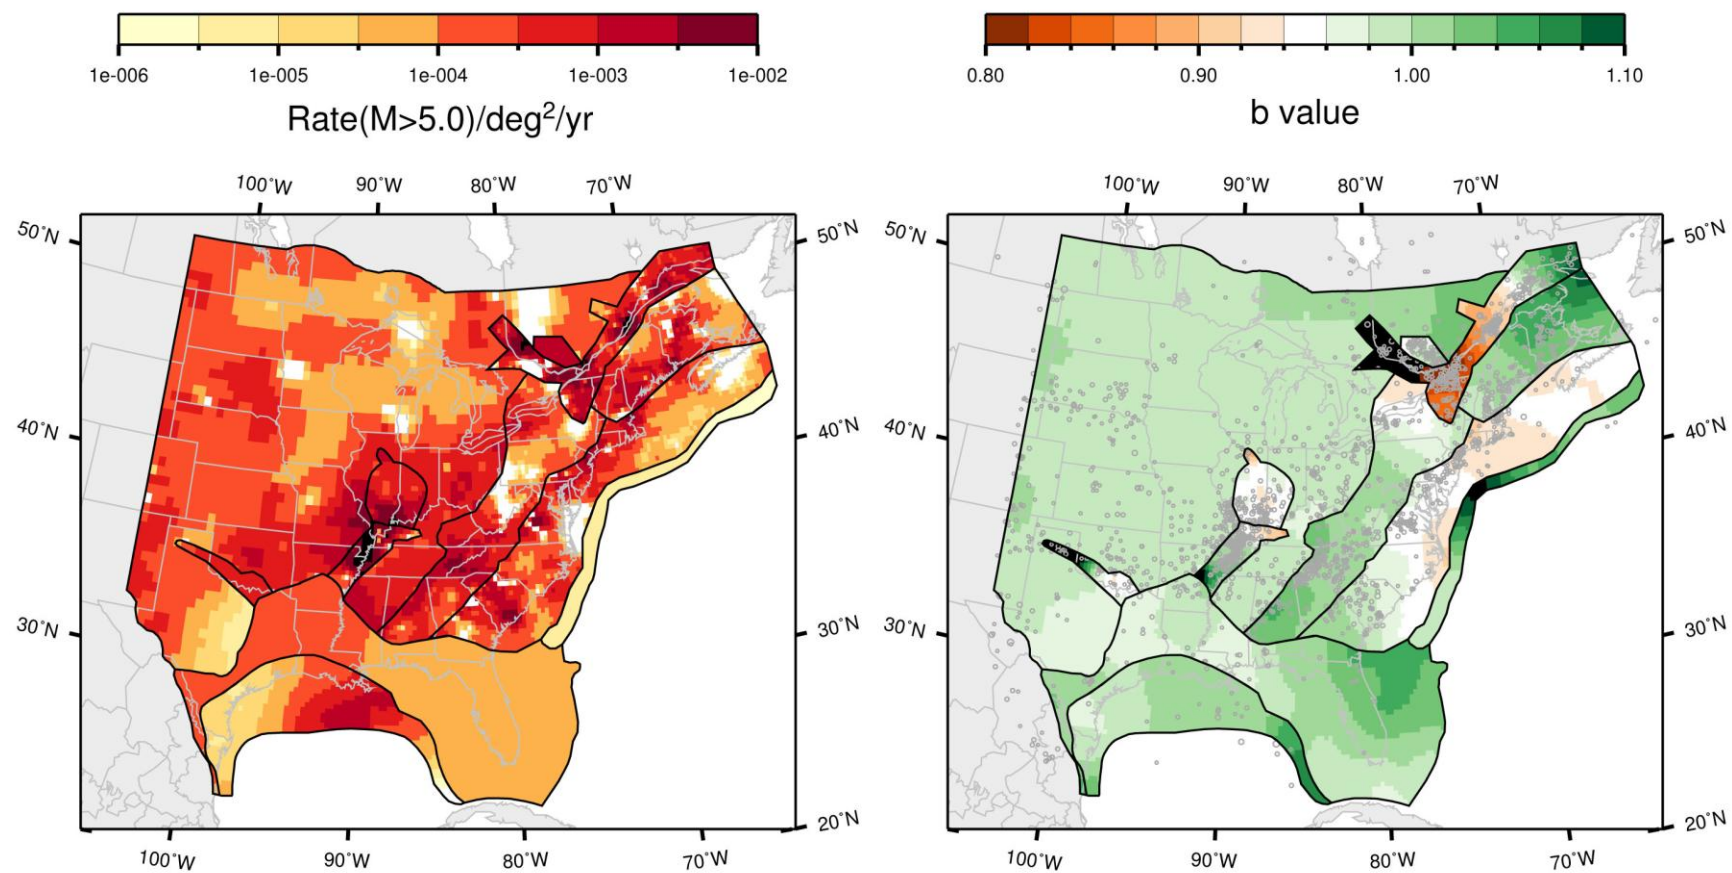 1e-006 1e-005 1e-004 1e-003 1e-002
Rate(M>5.0)/deg²/yr
0.80 0.90 1.00 1.10
b value
100˚W 90˚W 80˚W 70˚W
100˚W 90˚W 80˚W 70˚W
50˚N 50˚N 50˚N 50˚N
40˚N 40˚N 40˚N 40˚N
30˚N 30˚N 30˚N 30˚N
20˚N 20˚N
100˚W 90˚W 80˚W 70˚W
100˚W 90˚W 80˚W 70˚W